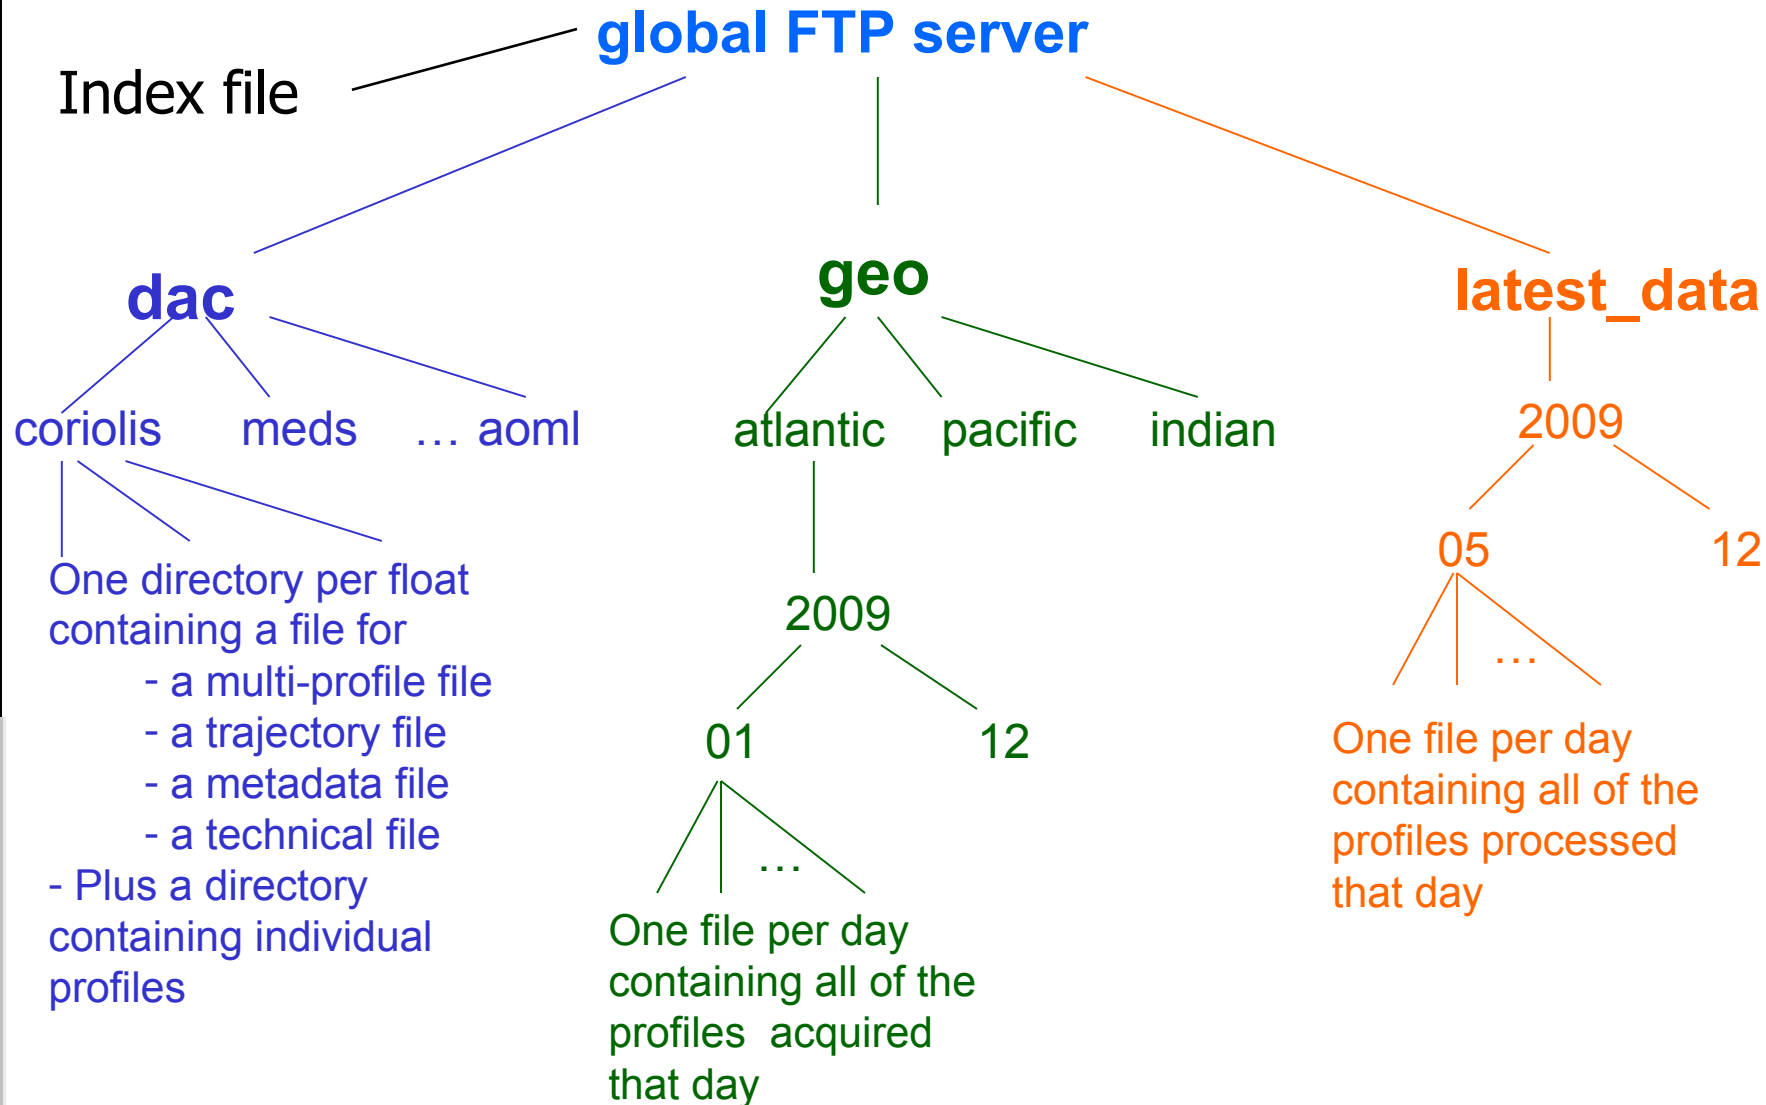 global FTP server
Index file
dac
geo
latest_data
coriolis meds … aoml
atlantic pacific indian
2009
05 12
…
One file per day
containing all of the
profiles processed
that day
One directory per float
containing a file for
- a multi-profile file
- a trajectory file
- a metadata file
- a technical file
- Plus a directory
containing individual
profiles
2009
01 12
…
One file per day
containing all of the
profiles acquired
that day